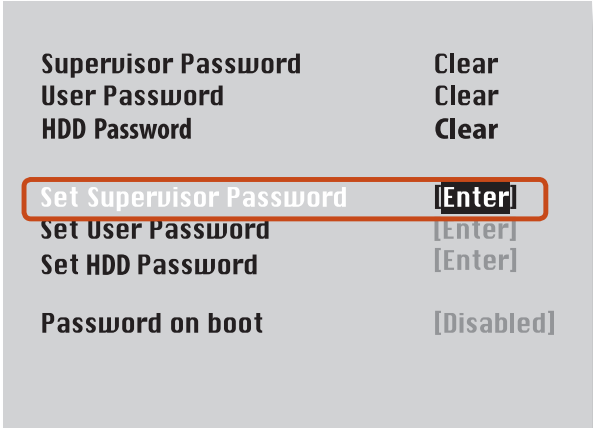 Supervisor Password Clear
User Password Clear
HDD Password Clear
Set Supervisor Password [Enter]
Set User Password [Enter]
Set HDD Password [Enter]
Password on boot [Disabled]